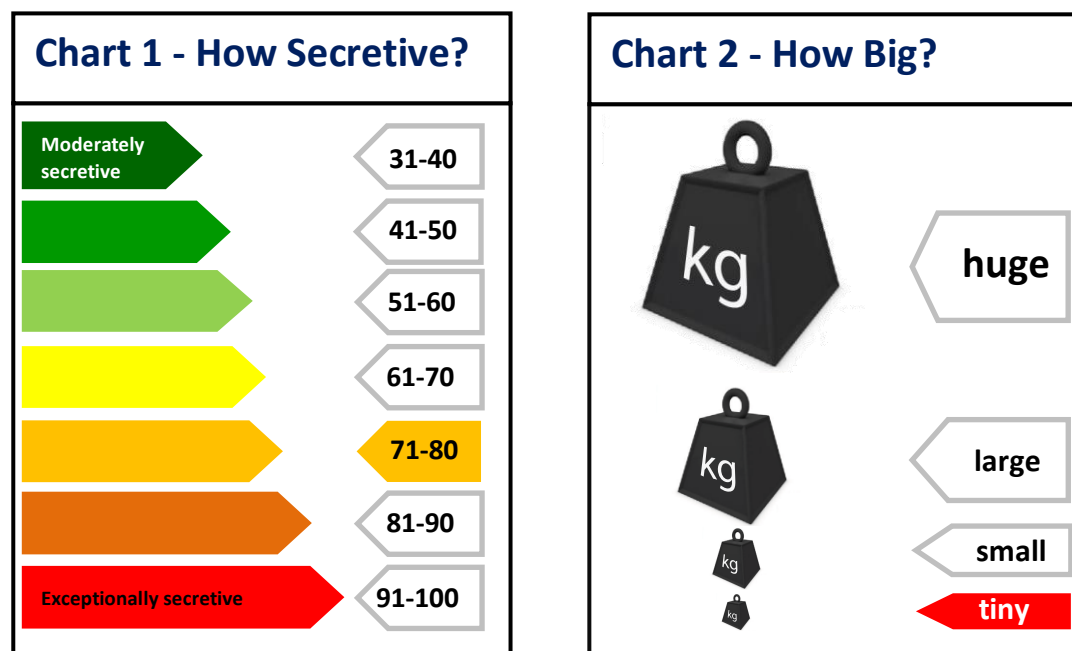 Chart 1 - How Secretive?
Moderately
secretive
31-40
41-50
51-60
61-70
71-80
81-90
Exceptionally secretive
91-100
Chart 2 - How Big?
kg
huge
kg
large
kg
small
kg
tiny